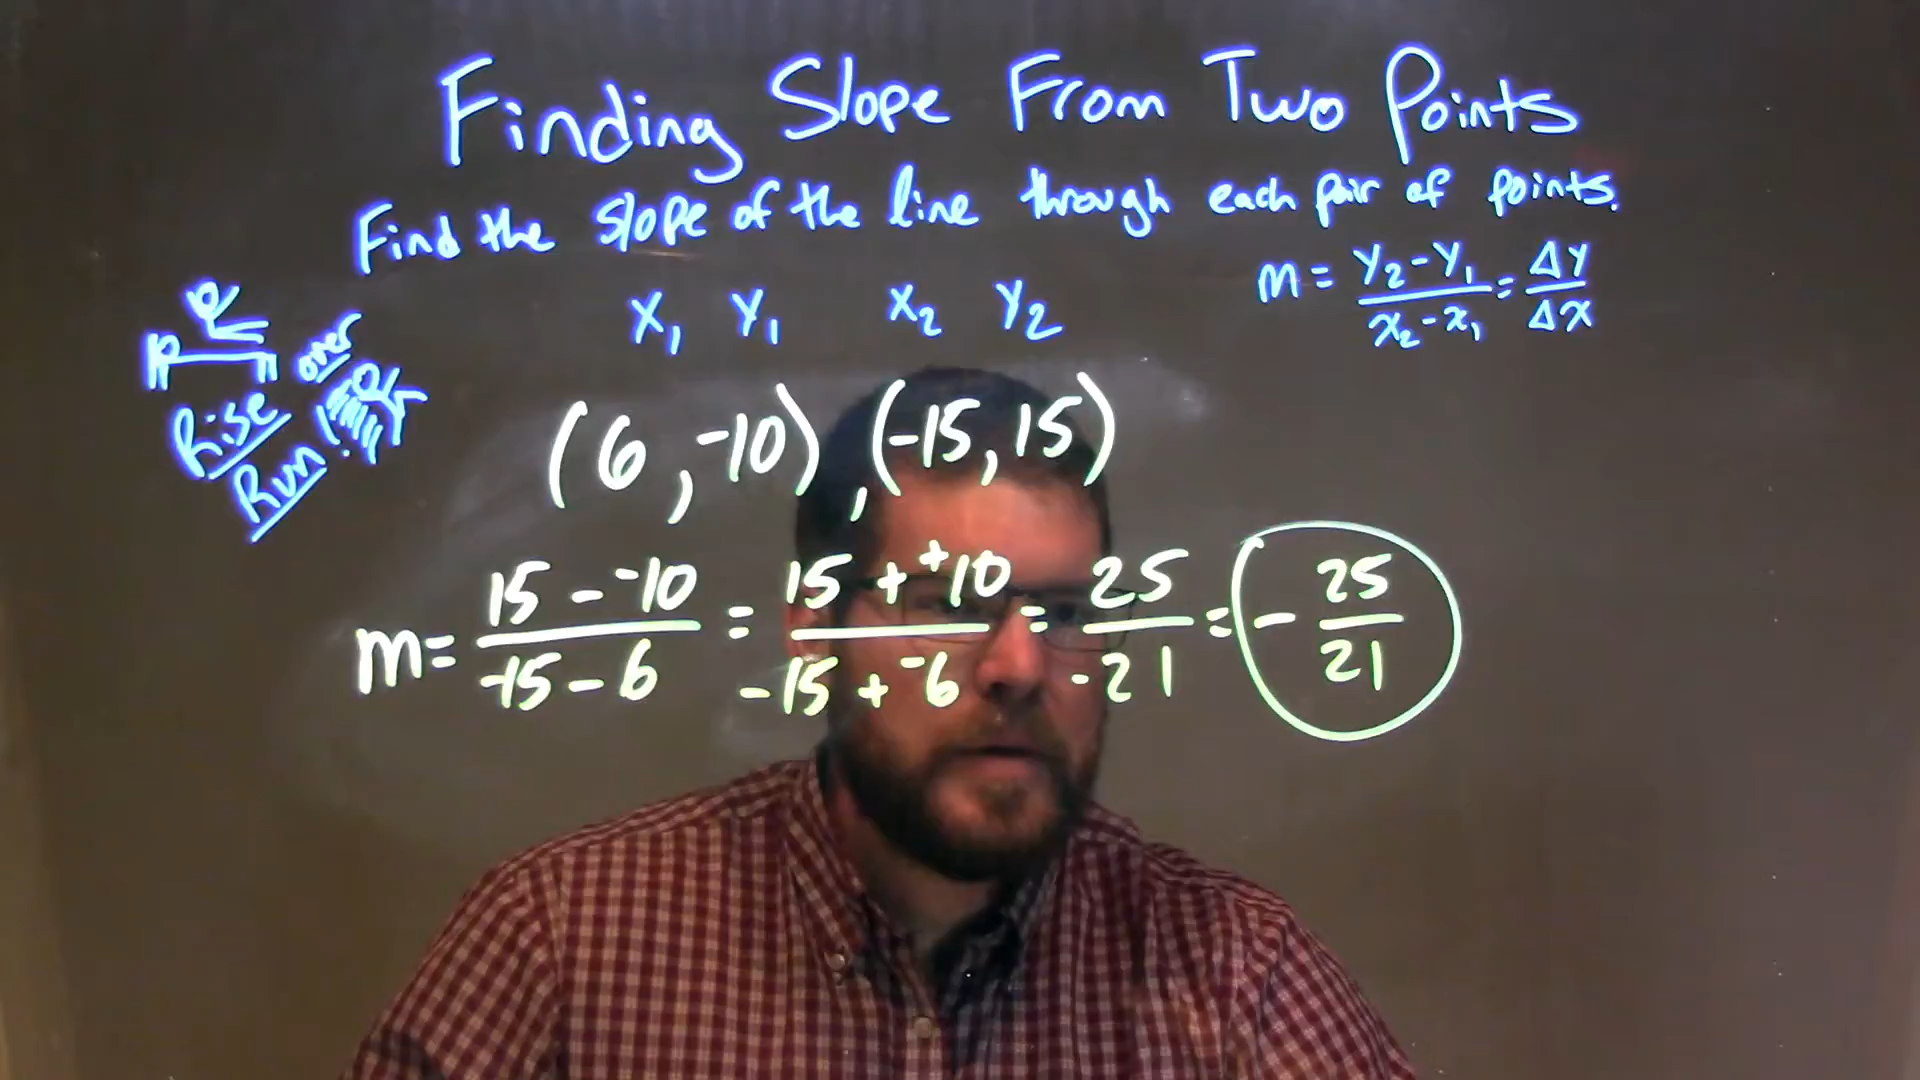 Finding Slope From Two Points
Find the slope of the line through each pair of points.
m = y₂-y₁/x₂-x₁ = Δy/Δx
x₁ y₁ x₂ y₂
Rise
over
Run!
(6, -10), (-15, 15)
m = 15 - -10/-15 - 6 = 15 + +10/-15 + -6 = 25/-21 = - 25/21